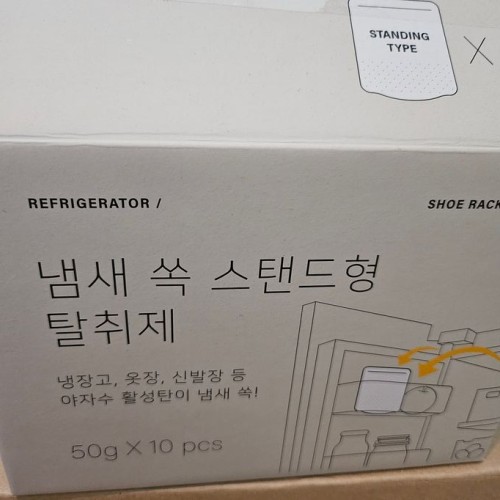 STANDING
TYPE
REFRIGERATOR /
SHOE RACK
냄새 쏙 스탠드형
탈취제
냉장고, 옷장, 신발장 등
야자수 활성탄이 냄새 쏙!
50g X 10 pcs